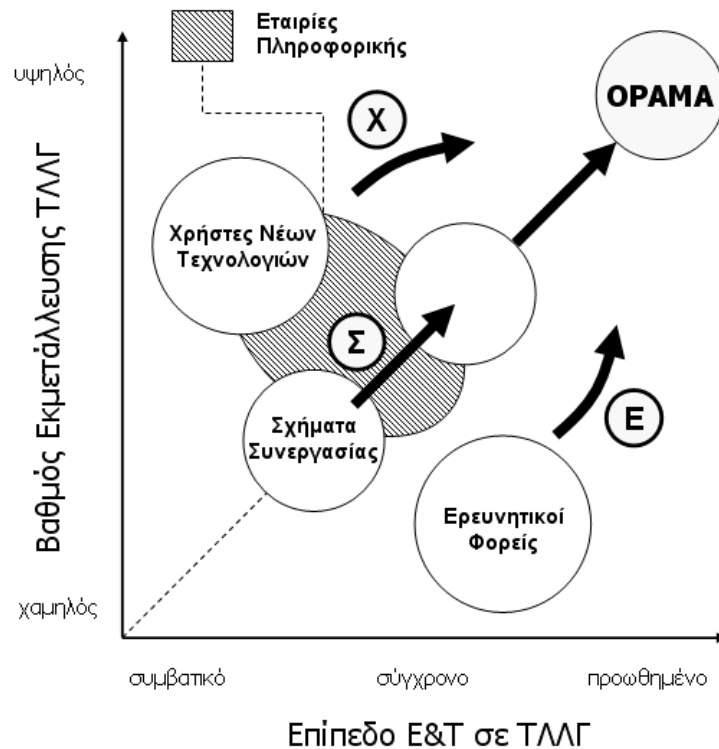 Εταιρίες
Πληροφορικής
υψηλός
ΟΡΑΜΑ
Χ
Χρήστες Νέων
Τεχνολογιών
Βαθμός Εκμετάλλευσης ΤΛΛΓ
Σ
Σχήματα
Συνεργασίας
Ε
Ερευνητικοί
Φορείς
χαμηλός
συμβατικό
σύγχρονο
προωθημένο
Επίπεδο Ε&Τ σε ΤΛΛΓ